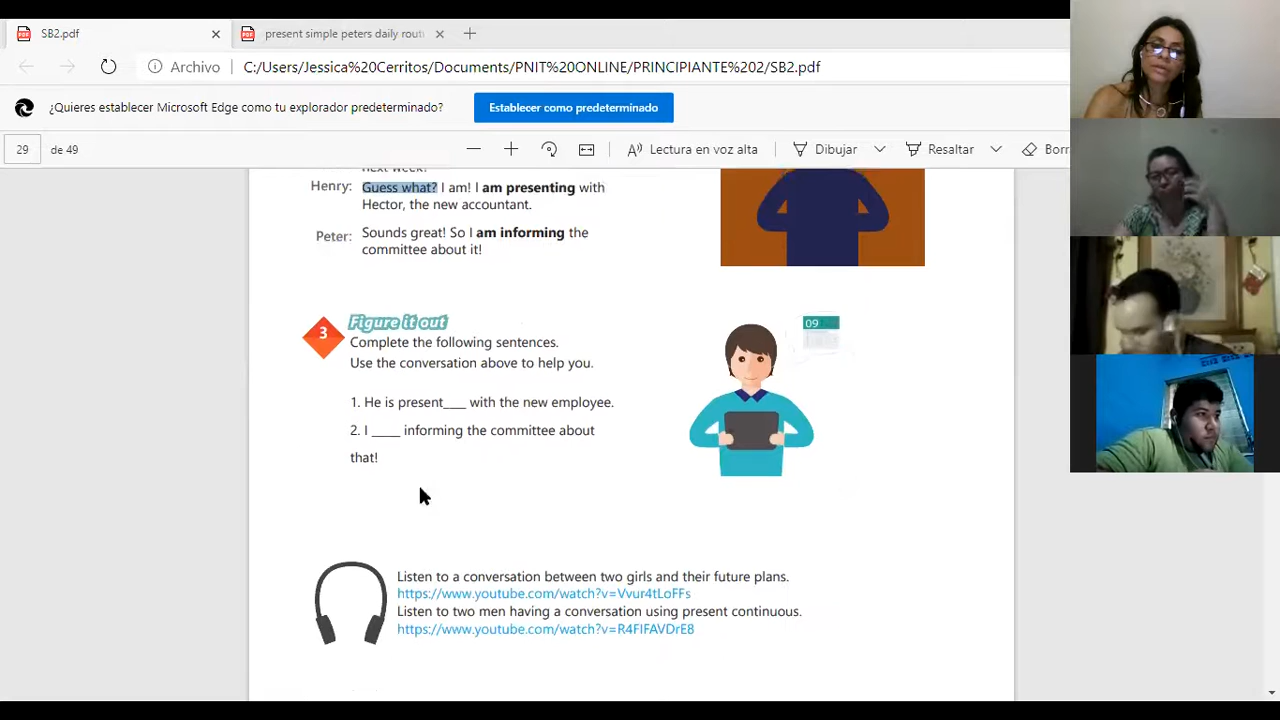 SB2.pdf
present simple peters daily rout
Archivo
C:/Users/Jessica%20Cerritos/Documents/PNIT%20ONLINE/PRINCIPIANTE%202/SB2.pdf
¿Quieres establecer Microsoft Edge como tu explorador predeterminado?
Establecer como predeterminado
29
de 49
Lectura en voz alta
Dibujar
Resaltar
Borr
next week!
Henry:
Guess what? I am! I am presenting with
Hector, the new accountant.
Peter:
Sounds great! So I am informing the
committee about it!
3
Figure it out
Complete the following sentences.
Use the conversation above to help you.
09
1. He is present____ with the new employee.
2. I ____ informing the committee about
that!
Listen to a conversation between two girls and their future plans.
https://www.youtube.com/watch?v=Vvur4tLoFFs
Listen to two men having a conversation using present continuous.
https://www.youtube.com/watch?v=R4FIFAVDrE8